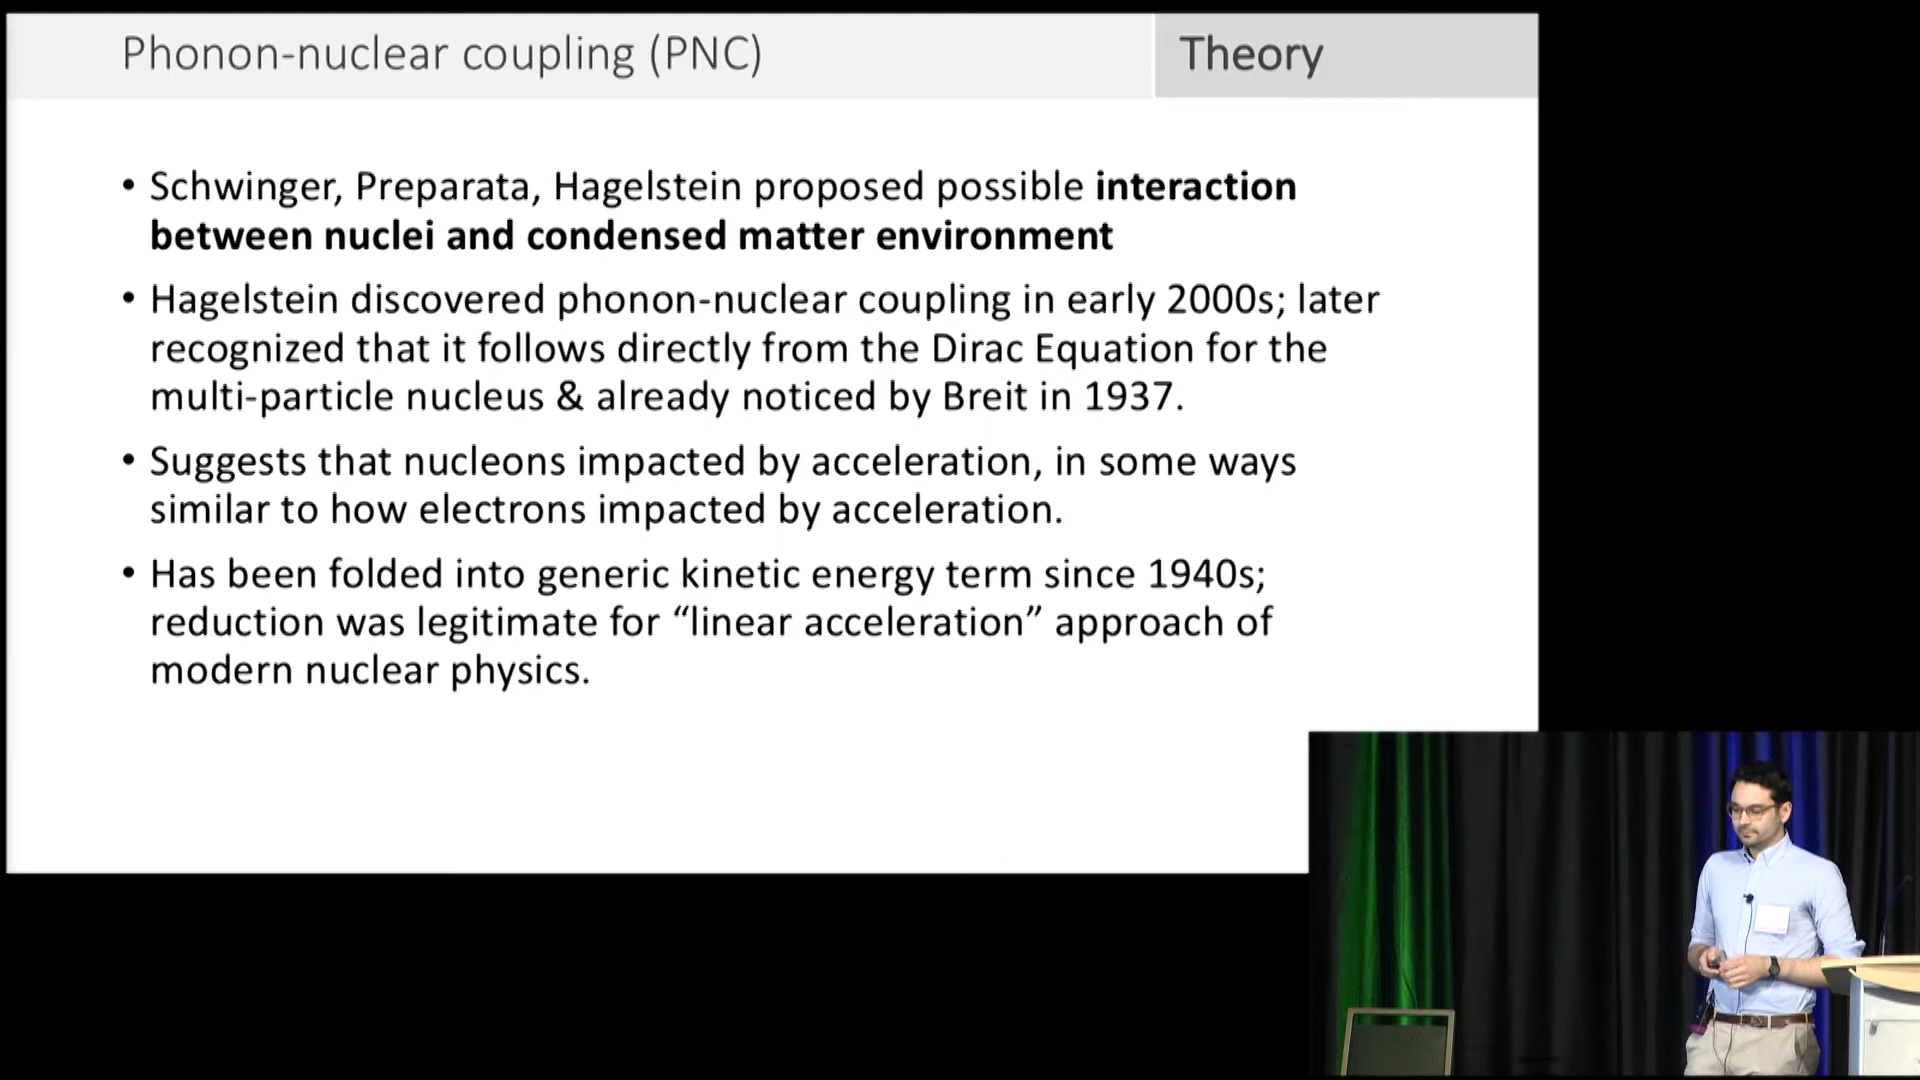 Phonon-nuclear coupling (PNC)
Theory
• Schwinger, Preparata, Hagelstein proposed possible interaction
between nuclei and condensed matter environment
• Hagelstein discovered phonon-nuclear coupling in early 2000s; later
recognized that it follows directly from the Dirac Equation for the
multi-particle nucleus & already noticed by Breit in 1937.
• Suggests that nucleons impacted by acceleration, in some ways
similar to how electrons impacted by acceleration.
• Has been folded into generic kinetic energy term since 1940s;
reduction was legitimate for “linear acceleration” approach of
modern nuclear physics.